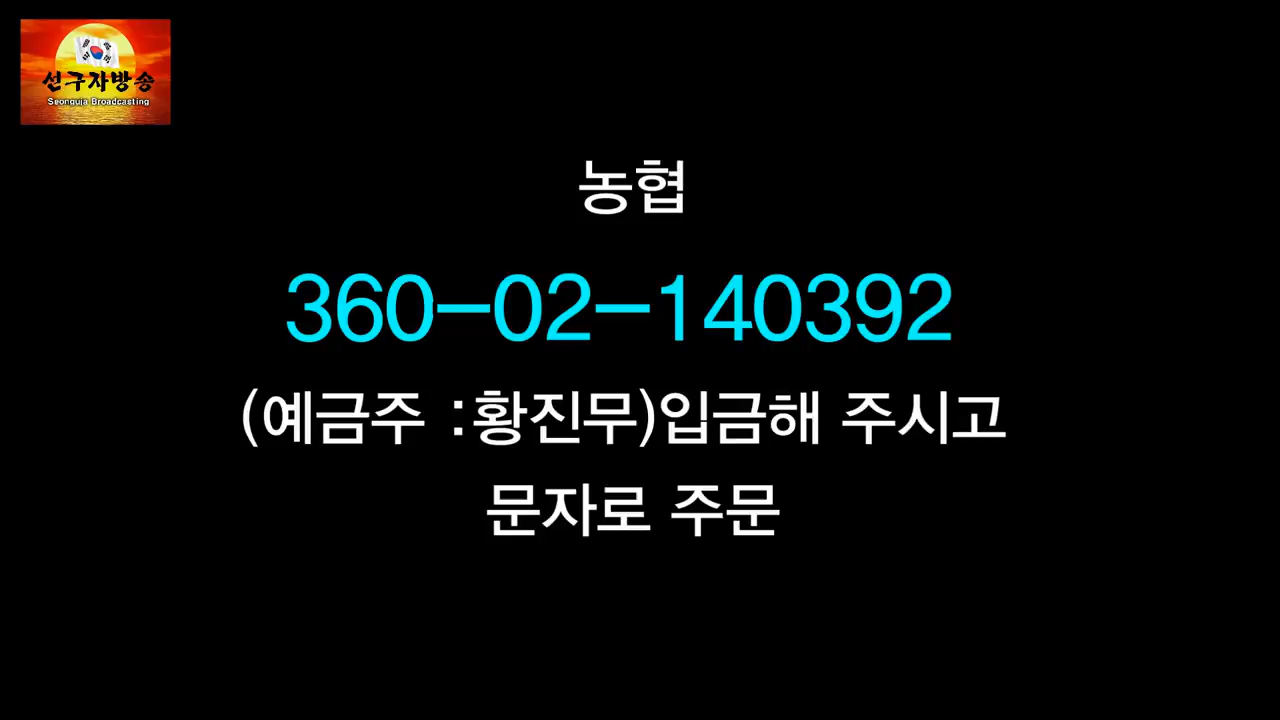 선구자방송
Seonguja Broadcasting
농협
360-02-140392
(예금주 :황진무)입금해 주시고
문자로 주문